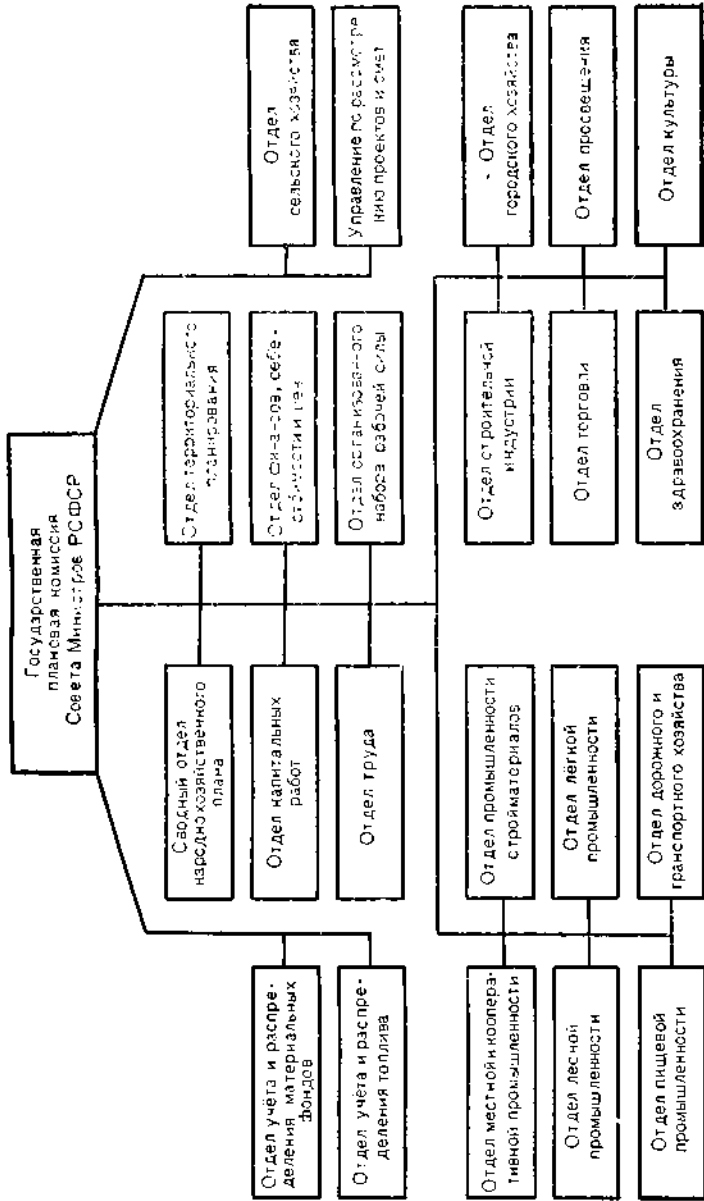 Государственная
плановая комиссия
Совета Министров РСФСР
Отдел учёта и распре-
деления материальных
фондов
Отдел учёта и распре-
деления топлива
Сводный отдел
народнохозяйственного
плана
Отдел капитальных
работ
Отдел труда
Отдел территориального
планирования
Отдел финансов, себе-
стоимости и цен
Отдел организованного
набора рабочей силы
Отдел
сельского хозяйства
Управление по рассмотре
нию проектов и смет
Отдел местной и коопера-
тивной промышленности
Отдел лесной
промышленности
Отдел пищевой
промышленности
Отдел промышленности
стройматериалов
Отдел лёгкой
промышленности
Отдел дорожного и
транспортного хозяйства
Отдел строительной
индустрии
Отдел торговли
Отдел
здравоохранения
Отдел
городского хозяйства
Отдел просвещения
Отдел культуры